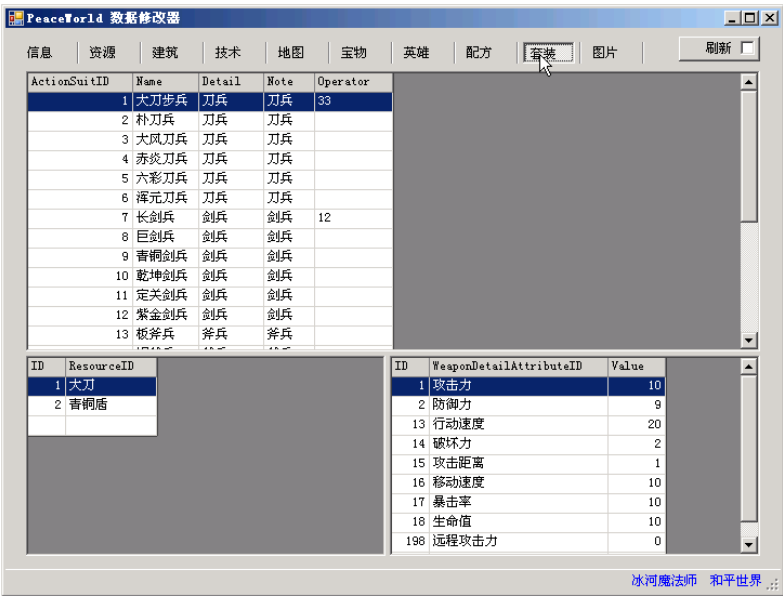 PeaceWorld 数据修改器
信息 资源 建筑 技术 地图 宝物 英雄 配方 套装 图片 刷新
ActionSuitID Name Detail Note Operator
1 大刀步兵 刀兵 刀兵 33
2 朴刀兵 刀兵 刀兵
3 大风刀兵 刀兵 刀兵
4 赤炎刀兵 刀兵 刀兵
5 六彩刀兵 刀兵 刀兵
6 浑元刀兵 刀兵 刀兵
7 长剑兵 剑兵 剑兵 12
8 巨剑兵 剑兵 剑兵
9 青铜剑兵 剑兵 剑兵
10 乾坤剑兵 剑兵 剑兵
11 定关剑兵 剑兵 剑兵
12 紫金剑兵 剑兵 剑兵
13 板斧兵 斧兵 斧兵
ID ResourceID
1 大刀
2 青铜盾
ID WeaponDetailAttributeID Value
1 攻击力 10
2 防御力 9
13 行动速度 20
14 破坏力 2
15 攻击距离 1
16 移动速度 10
17 暴击率 10
18 生命值 10
198 远程攻击力 0
冰河魔法师 和平世界